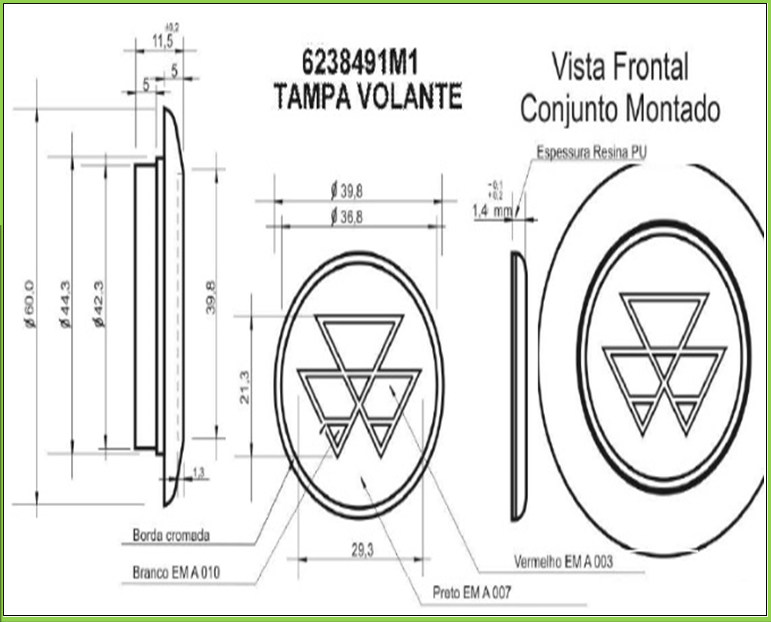 ±0,2
11,5
5
5
6238491M1
TAMPA VOLANTE
Vista Frontal
Conjunto Montado
Espessura Resina PU
-0,1
+0,2
1,4 mm
Ø 39,8
Ø 36,8
Ø 60,0
Ø 44,3
Ø 42,3
39,8
21,3
1,3
29,3
Borda cromada
Branco EM A 010
Vermelho EM A 003
Preto EM A 007